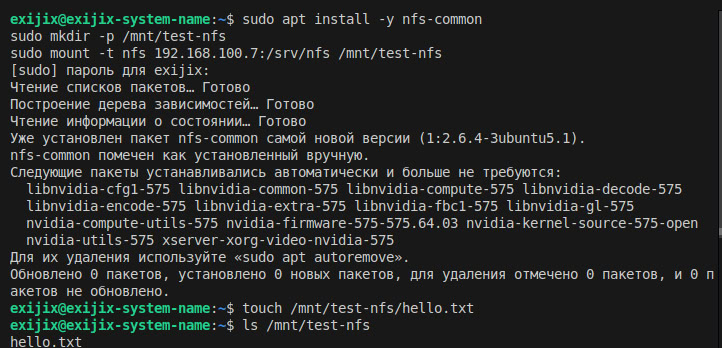 exijix@exijix-system-name:~$ sudo apt install -y nfs-common
sudo mkdir -p /mnt/test-nfs
sudo mount -t nfs 192.168.100.7:/srv/nfs /mnt/test-nfs
[sudo] пароль для exijix:
Чтение списков пакетов… Готово
Построение дерева зависимостей… Готово
Чтение информации о состоянии… Готово
Уже установлен пакет nfs-common самой новой версии (1:2.6.4-3ubuntu5.1).
nfs-common помечен как установленный вручную.
Следующие пакеты устанавливались автоматически и больше не требуются:
  libnvidia-cfg1-575 libnvidia-common-575 libnvidia-compute-575 libnvidia-decode-575
  libnvidia-encode-575 libnvidia-extra-575 libnvidia-fbc1-575 libnvidia-gl-575
  nvidia-compute-utils-575 nvidia-firmware-575-575.64.03 nvidia-kernel-source-575-open
  nvidia-utils-575 xserver-xorg-video-nvidia-575
Для их удаления используйте «sudo apt autoremove».
Обновлено 0 пакетов, установлено 0 новых пакетов, для удаления отмечено 0 пакетов, и 0 п
акетов не обновлено.
exijix@exijix-system-name:~$ touch /mnt/test-nfs/hello.txt
exijix@exijix-system-name:~$ ls /mnt/test-nfs
hello.txt